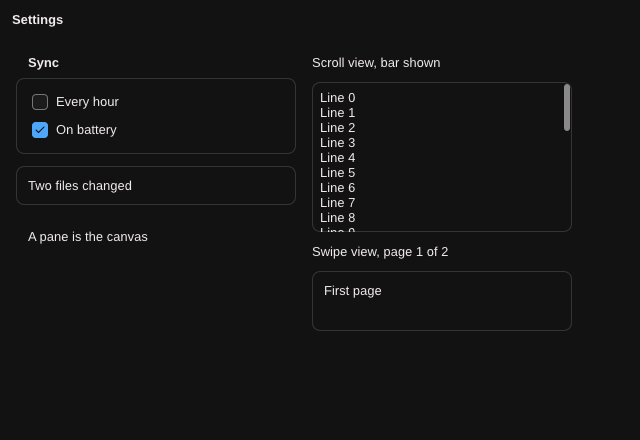 Settings
Sync
Every hour
On battery
Two files changed
A pane is the canvas
Scroll view, bar shown
Line 0
Line 1
Line 2
Line 3
Line 4
Line 5
Line 6
Line 7
Line 8
Line 9
Swipe view, page 1 of 2
First page